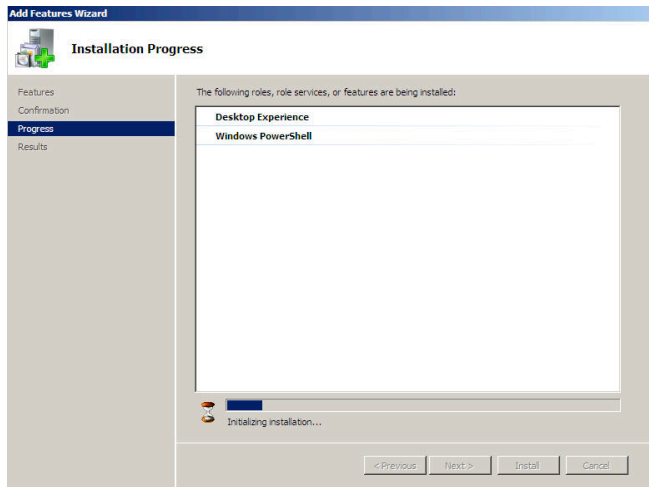 Add Features Wizard
Installation Progress
Features
Confirmation
Progress
Results
The following roles, role services, or features are being installed:
Desktop Experience
Windows PowerShell
Initializing installation...
< Previous
Next >
Install
Cancel